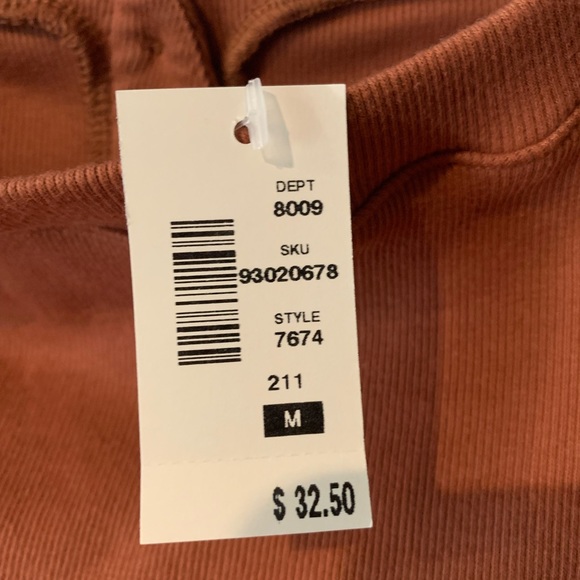 DEPT
8009
SKU
93020678
STYLE
7674
211
M
$ 32.50